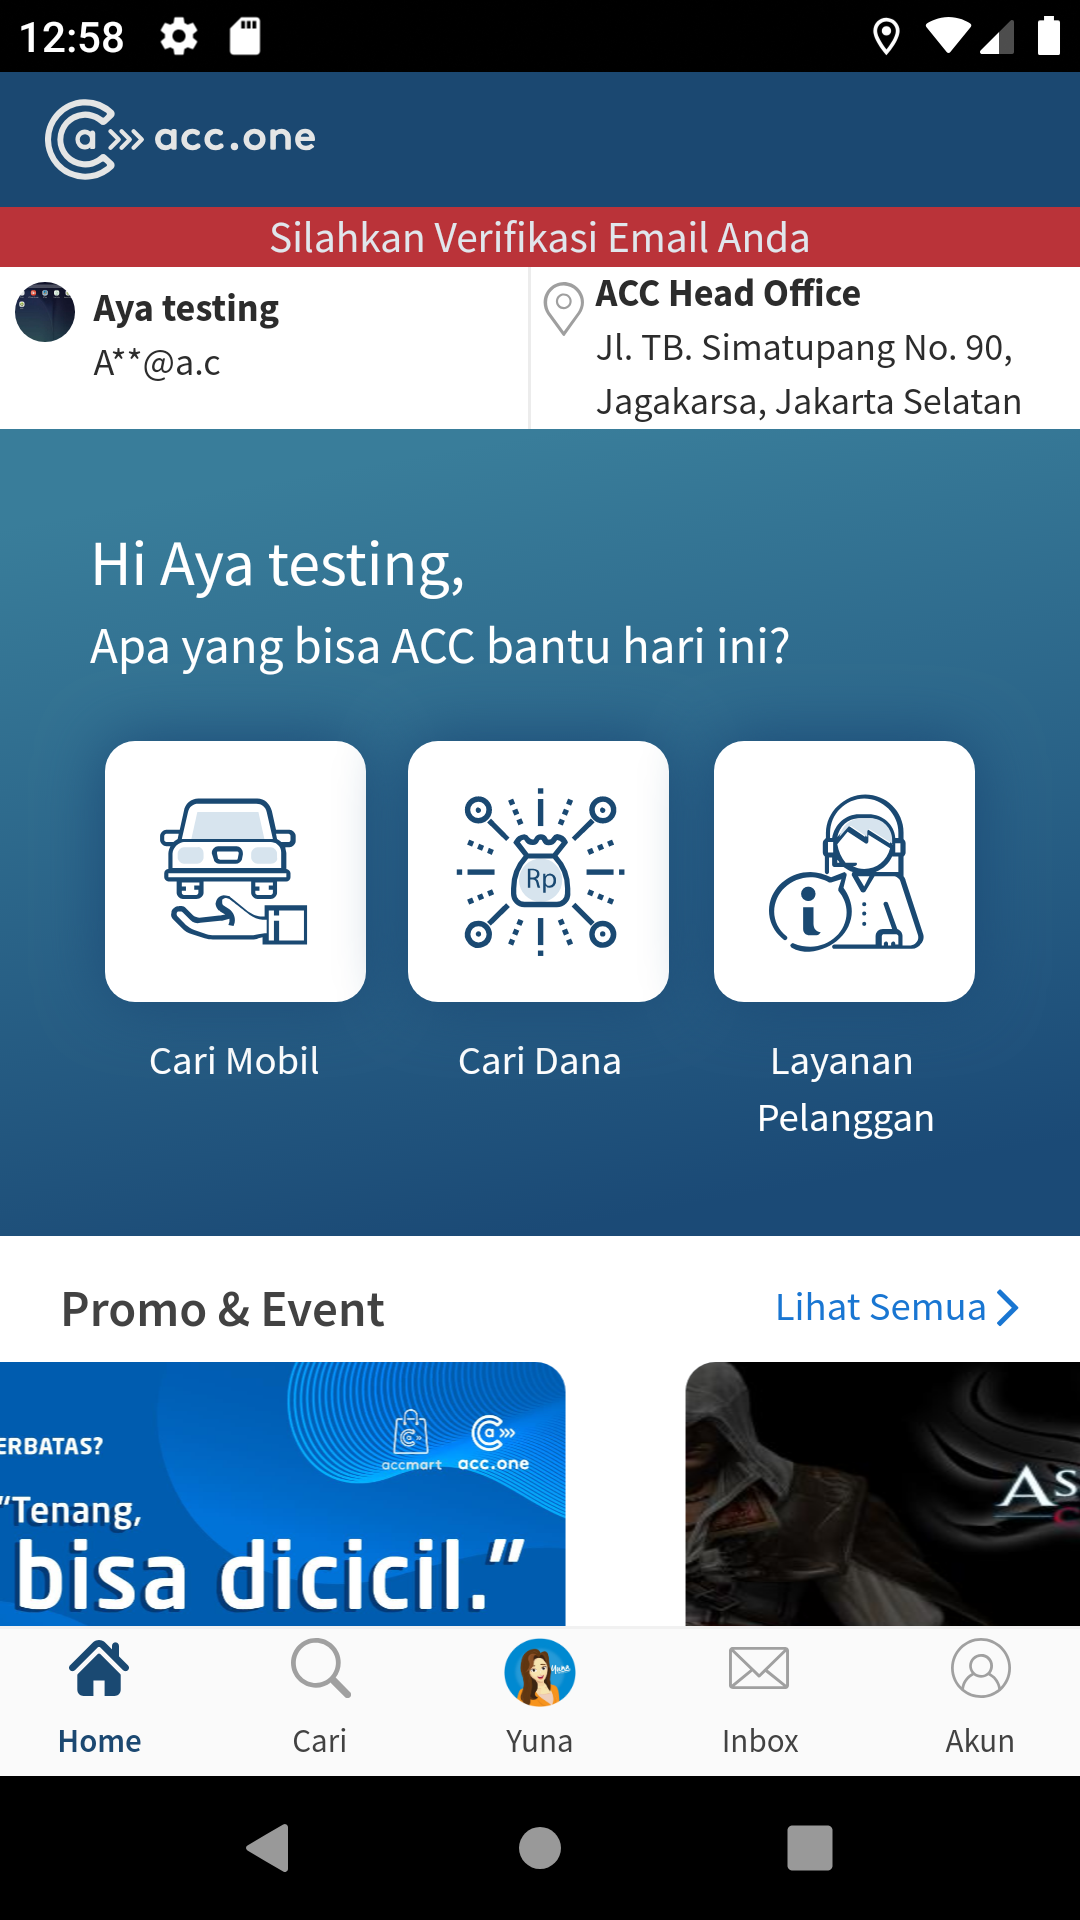 12:58
acc.one
Silahkan Verifikasi Email Anda
Aya testing
A**@a.c
ACC Head Office
Jl. TB. Simatupang No. 90,
Jagakarsa, Jakarta Selatan
Hi Aya testing,
Apa yang bisa ACC bantu hari ini?
Rp
i
Cari Mobil
Cari Dana
Layanan
Pelanggan
Promo & Event
Lihat Semua
ERBATAS?
accmart
acc.one
"Tenang,
bisa dicicil."
AS
C
Home
Cari
Yuna
Yuna
Inbox
Akun